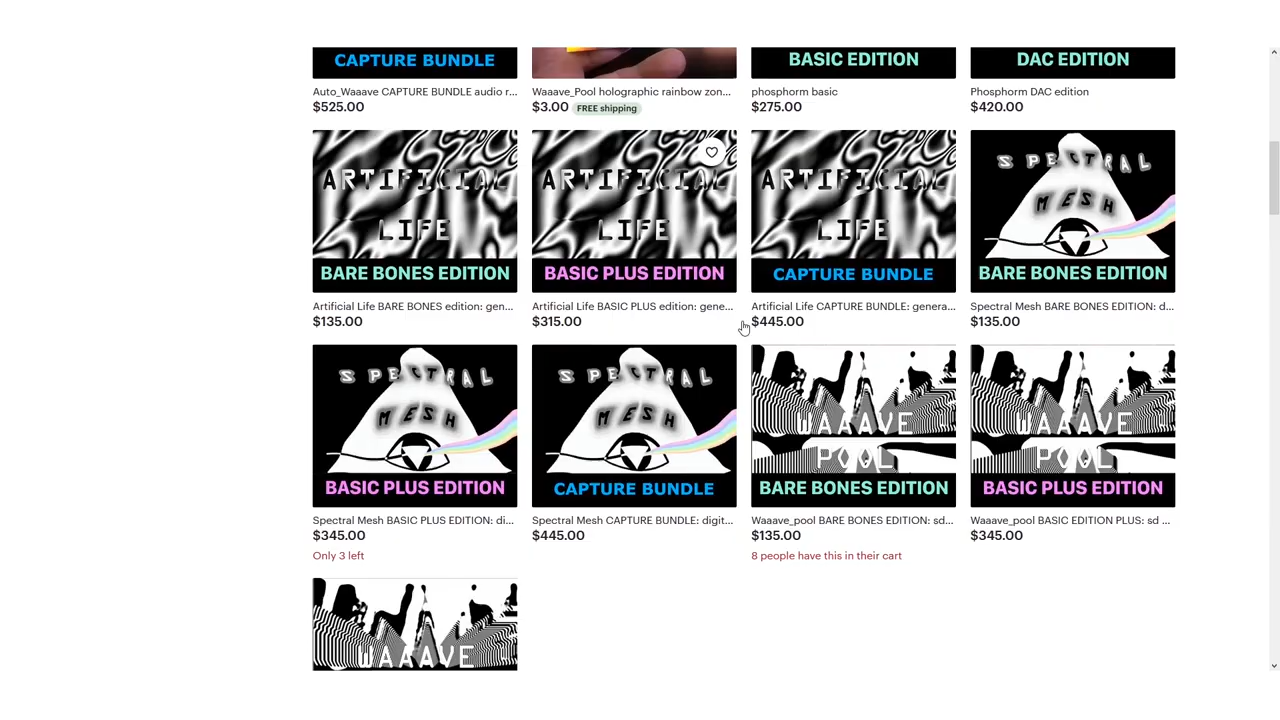 CAPTURE BUNDLE
BASIC EDITION
DAC EDITION
Auto_Waaave CAPTURE BUNDLE audio r...
Waaave_Pool holographic rainbow zon...
phosphorm basic
Phosphorm DAC edition
$525.00
$3.00 FREE shipping
$275.00
$420.00
ARTIFICIAL
LIFE
BARE BONES EDITION
ARTIFICIAL
LIFE
BASIC PLUS EDITION
ARTIFICIAL
LIFE
CAPTURE BUNDLE
SPECTRAL
MESH
BARE BONES EDITION
Artificial Life BARE BONES edition: gen...
Artificial Life BASIC PLUS edition: gene...
Artificial Life CAPTURE BUNDLE: genera...
Spectral Mesh BARE BONES EDITION: d...
$135.00
$315.00
$445.00
$135.00
SPECTRAL
MESH
BASIC PLUS EDITION
SPECTRAL
MESH
CAPTURE BUNDLE
WAAAVE
POOL
BARE BONES EDITION
WAAAVE
POOL
BASIC PLUS EDITION
Spectral Mesh BASIC PLUS EDITION: di...
Spectral Mesh CAPTURE BUNDLE: digit...
Waaave_pool BARE BONES EDITION: sd...
Waaave_pool BASIC EDITION PLUS: sd ...
$345.00
$445.00
$135.00
$345.00
Only 3 left
8 people have this in their cart
WAAAVE